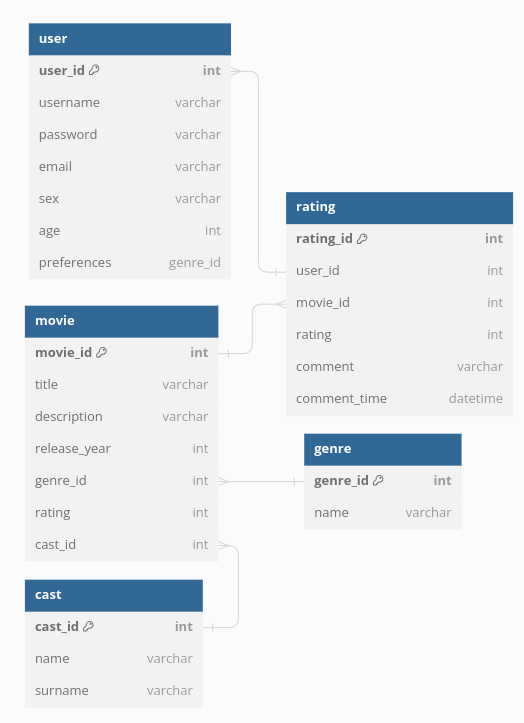 user
user_id int
username varchar
password varchar
email varchar
sex varchar
age int
preferences genre_id
rating
rating_id int
user_id int
movie_id int
rating int
comment varchar
comment_time datetime
movie
movie_id int
title varchar
description varchar
release_year int
genre_id int
rating int
cast_id int
genre
genre_id int
name varchar
cast
cast_id int
name varchar
surname varchar